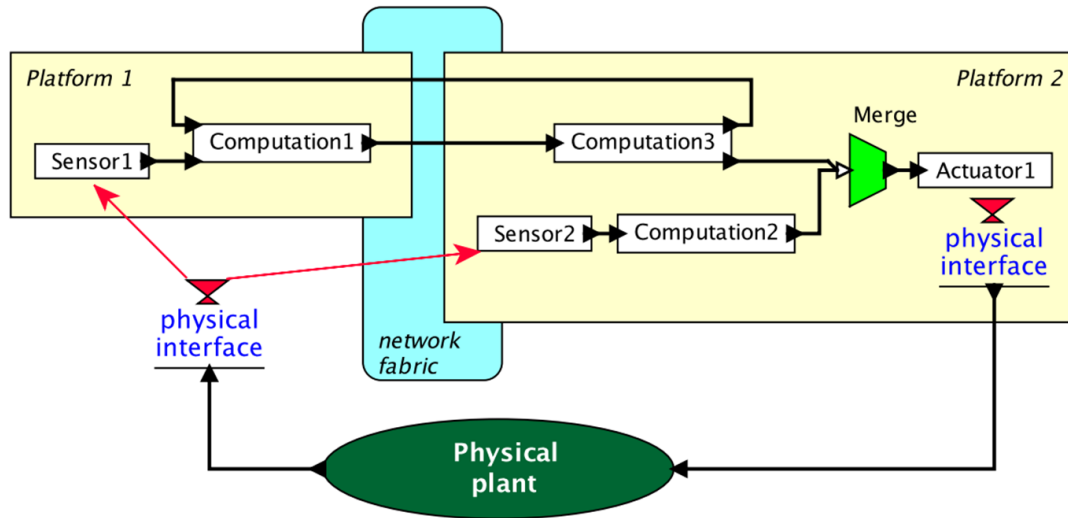 Platform 1
Platform 2
Merge
Sensor1
Computation1
Computation3
Actuator1
Sensor2
Computation2
physical
interface
physical
interface
network
fabric
Physical
plant